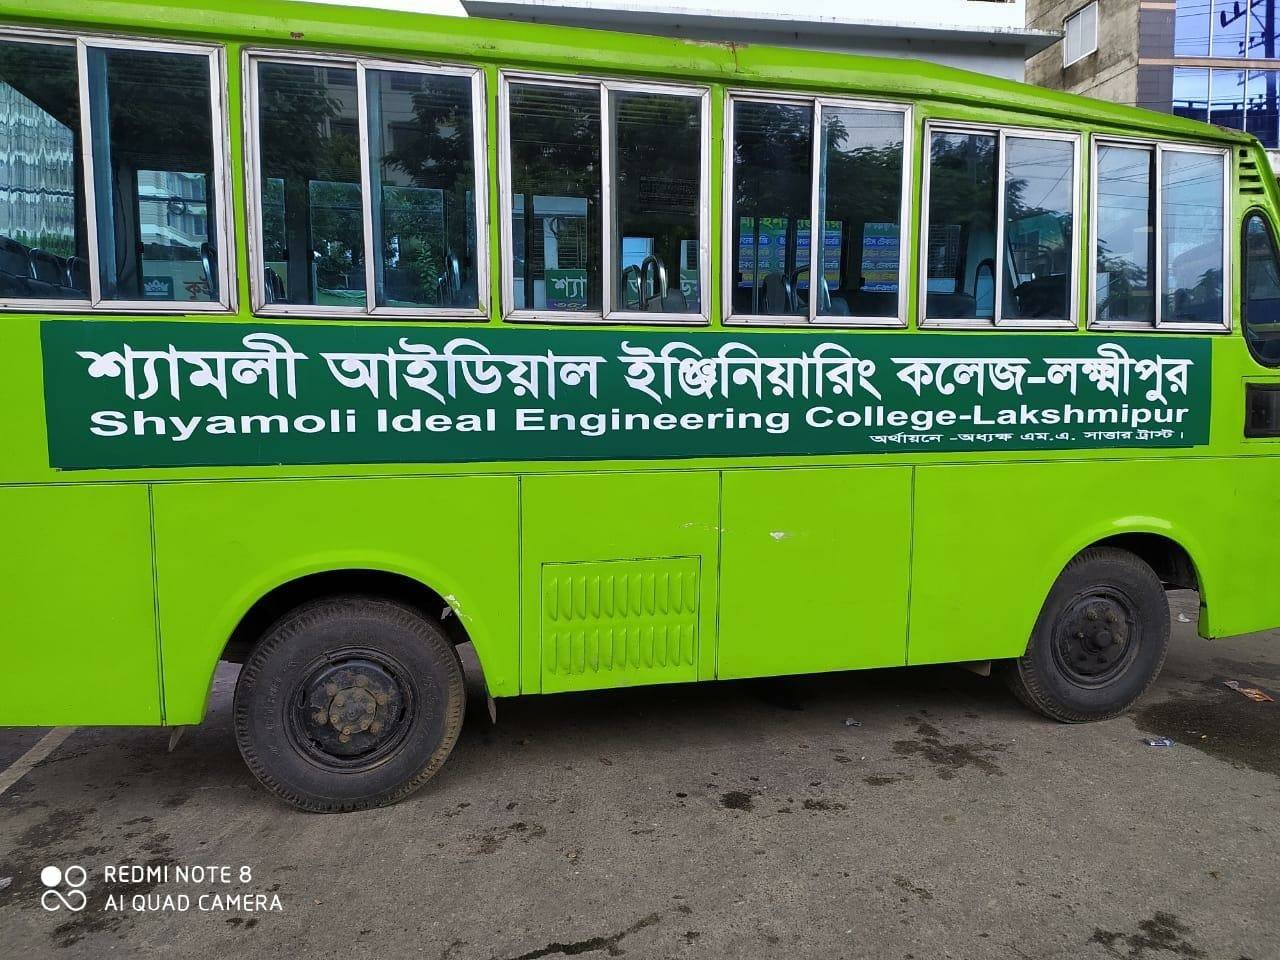 শ্যামলী আইডিয়াল ইঞ্জিনিয়ারিং কলেজ-লক্ষ্মীপুর
Shyamoli Ideal Engineering College-Lakshmipur
অর্থায়নে -অধ্যক্ষ এম.এ. সাত্তার ট্রাস্ট।
REDMI NOTE 8
AI QUAD CAMERA